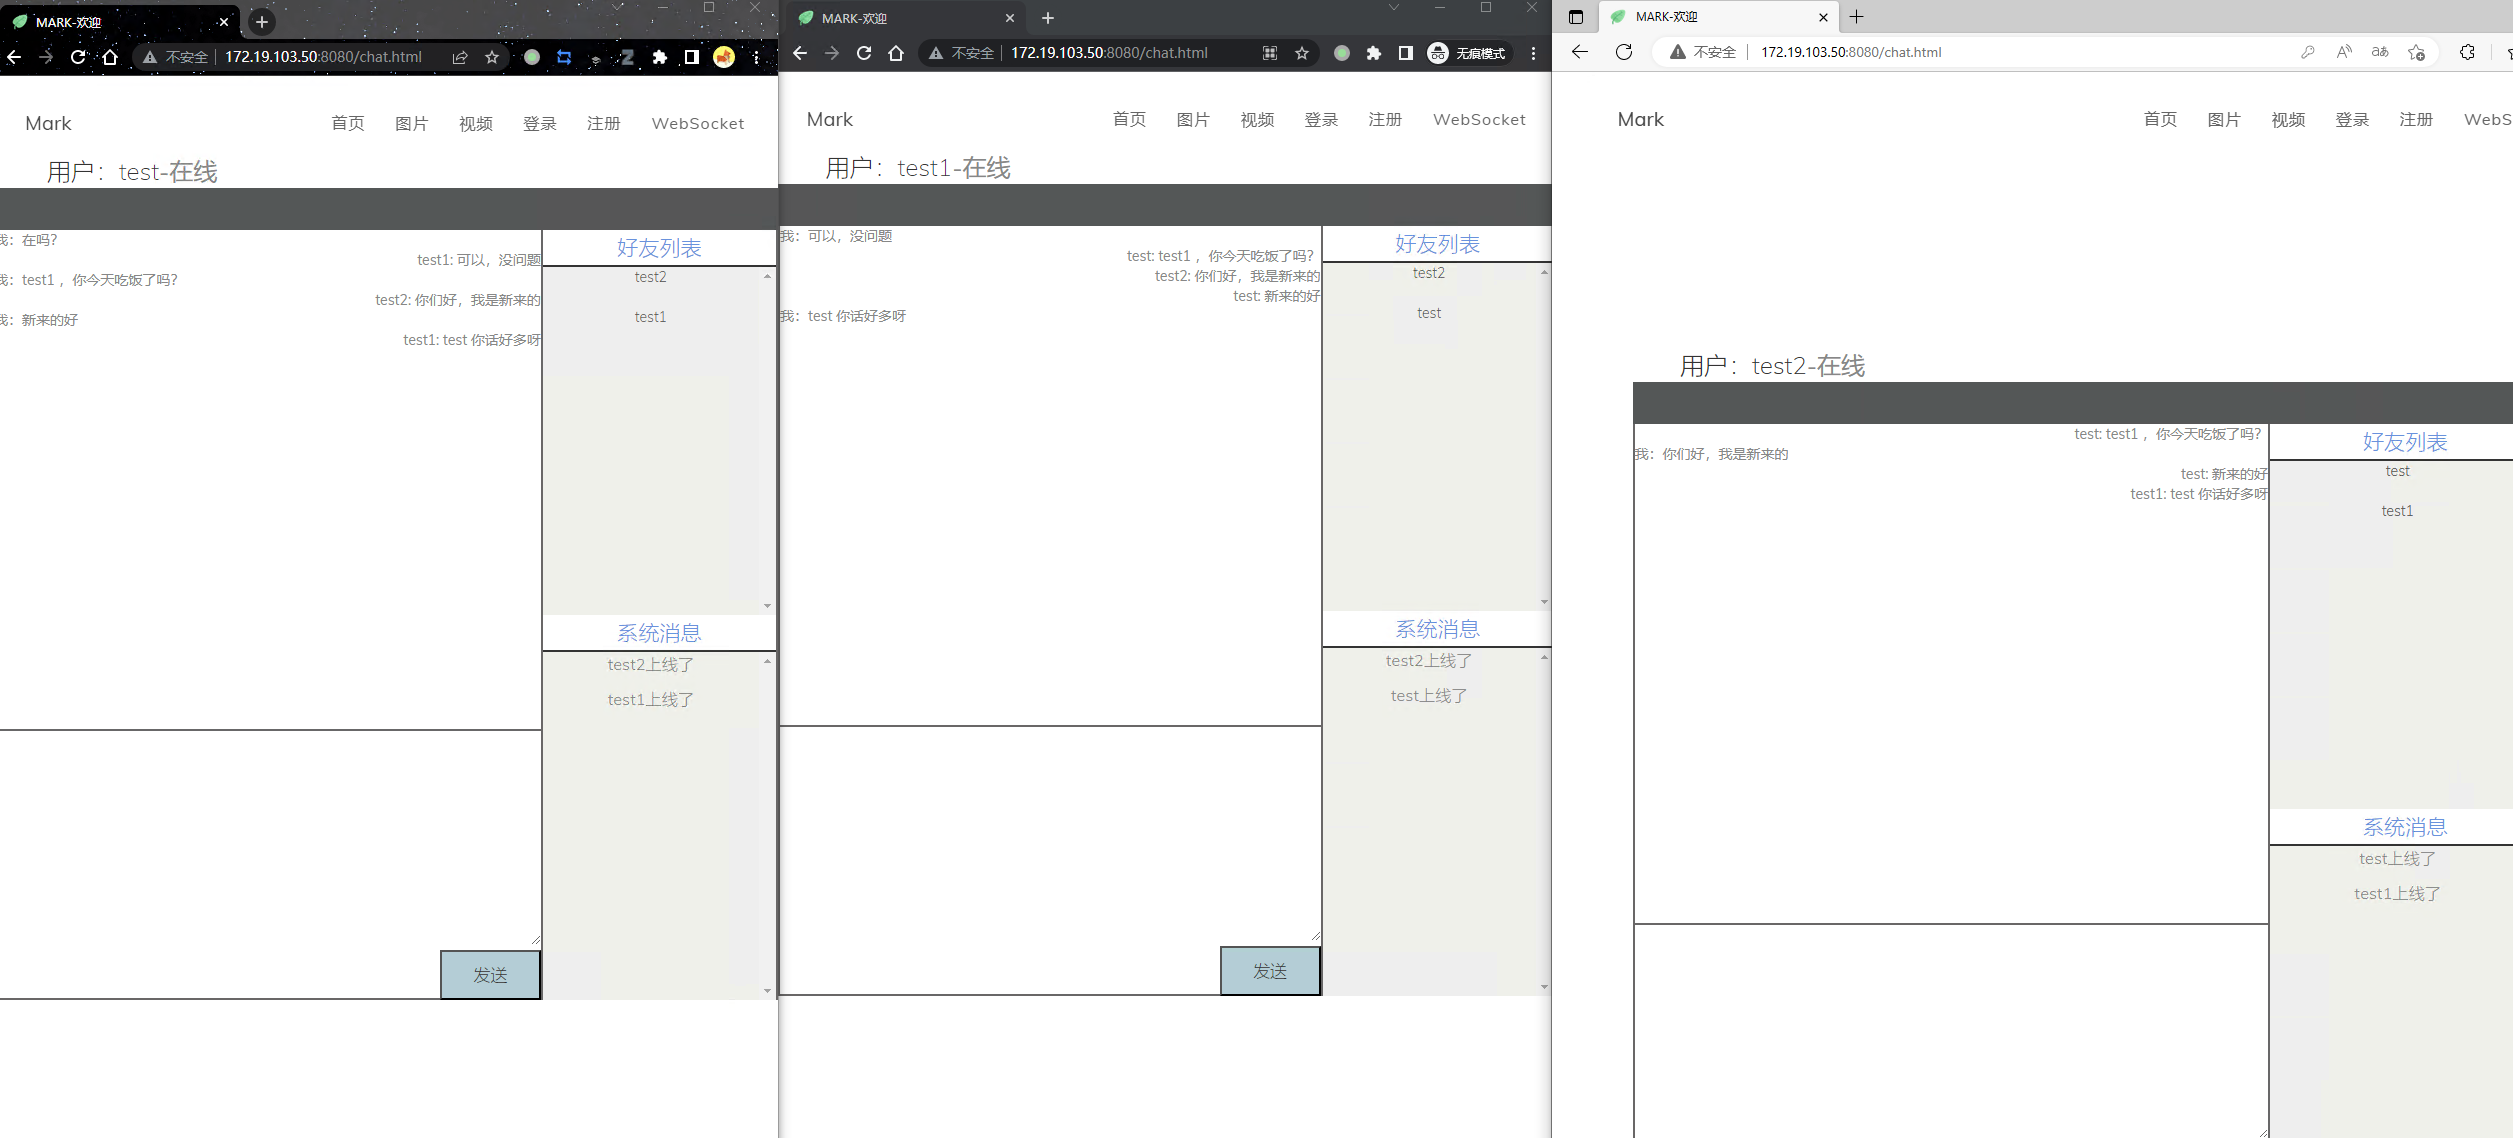 MARK-欢迎
不安全 172.19.103.50:8080/chat.html
Mark
首页 图片 视频 登录 注册 WebSocket
用户：test-在线
我：在吗？
test1: 可以，没问题
我：test1 ，你今天吃饭了吗？
test2: 你们好，我是新来的
我：新来的好
test1: test 你话好多呀
好友列表
test2
test1
系统消息
test2上线了
test1上线了
发送
MARK-欢迎
不安全 172.19.103.50:8080/chat.html
无痕模式
Mark
首页 图片 视频 登录 注册 WebSocket
用户：test1-在线
我：可以，没问题
test: test1 ，你今天吃饭了吗？
test2: 你们好，我是新来的
test: 新来的好
我：test 你话好多呀
好友列表
test2
test
系统消息
test2上线了
test上线了
发送
MARK-欢迎
不安全 172.19.103.50:8080/chat.html
Mark
首页 图片 视频 登录 注册 WebS
用户：test2-在线
test: test1 ，你今天吃饭了吗？
我：你们好，我是新来的
test: 新来的好
test1: test 你话好多呀
好友列表
test
test1
系统消息
test上线了
test1上线了